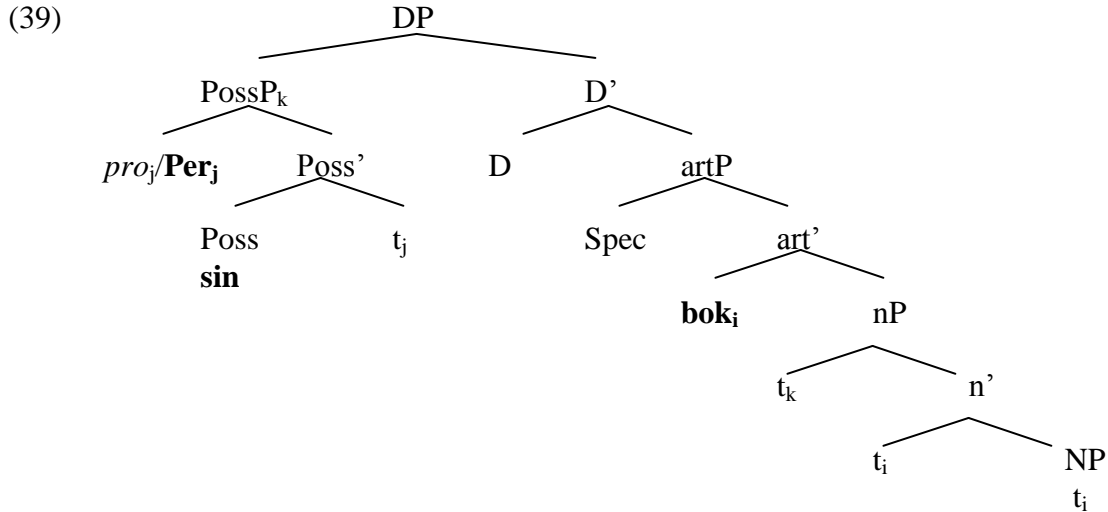 (39) DP
PossPₖ D’
proⱼ/Perⱼ Poss’ D artP
Poss tⱼ Spec art’
sin
bokᵢ nP
tₖ n’
tᵢ NP
tᵢ